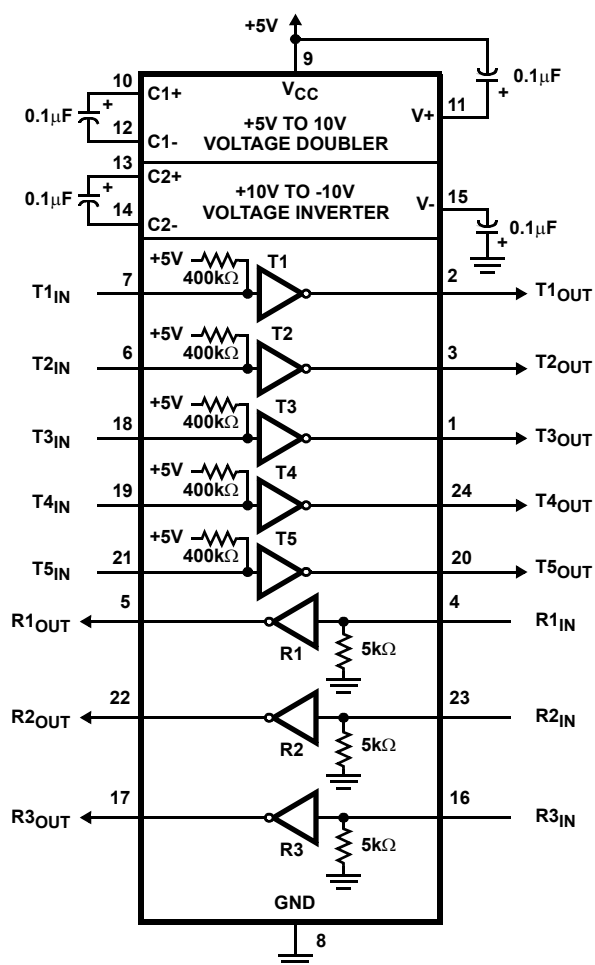 +5V
9
V_CC
10
C1+
0.1μF
+
12
C1-
+5V TO 10V
VOLTAGE DOUBLER
V+
11
0.1μF
+
13
C2+
0.1μF
+
14
C2-
+10V TO -10V
VOLTAGE INVERTER
V-
15
0.1μF
+
T1IN
7
+5V
400kΩ
T1
2
T1OUT
T2IN
6
+5V
400kΩ
T2
3
T2OUT
T3IN
18
+5V
400kΩ
T3
1
T3OUT
T4IN
19
+5V
400kΩ
T4
24
T4OUT
T5IN
21
+5V
400kΩ
T5
20
T5OUT
R1OUT
5
R1
5kΩ
4
R1IN
R2OUT
22
R2
5kΩ
23
R2IN
R3OUT
17
R3
5kΩ
16
R3IN
GND
8